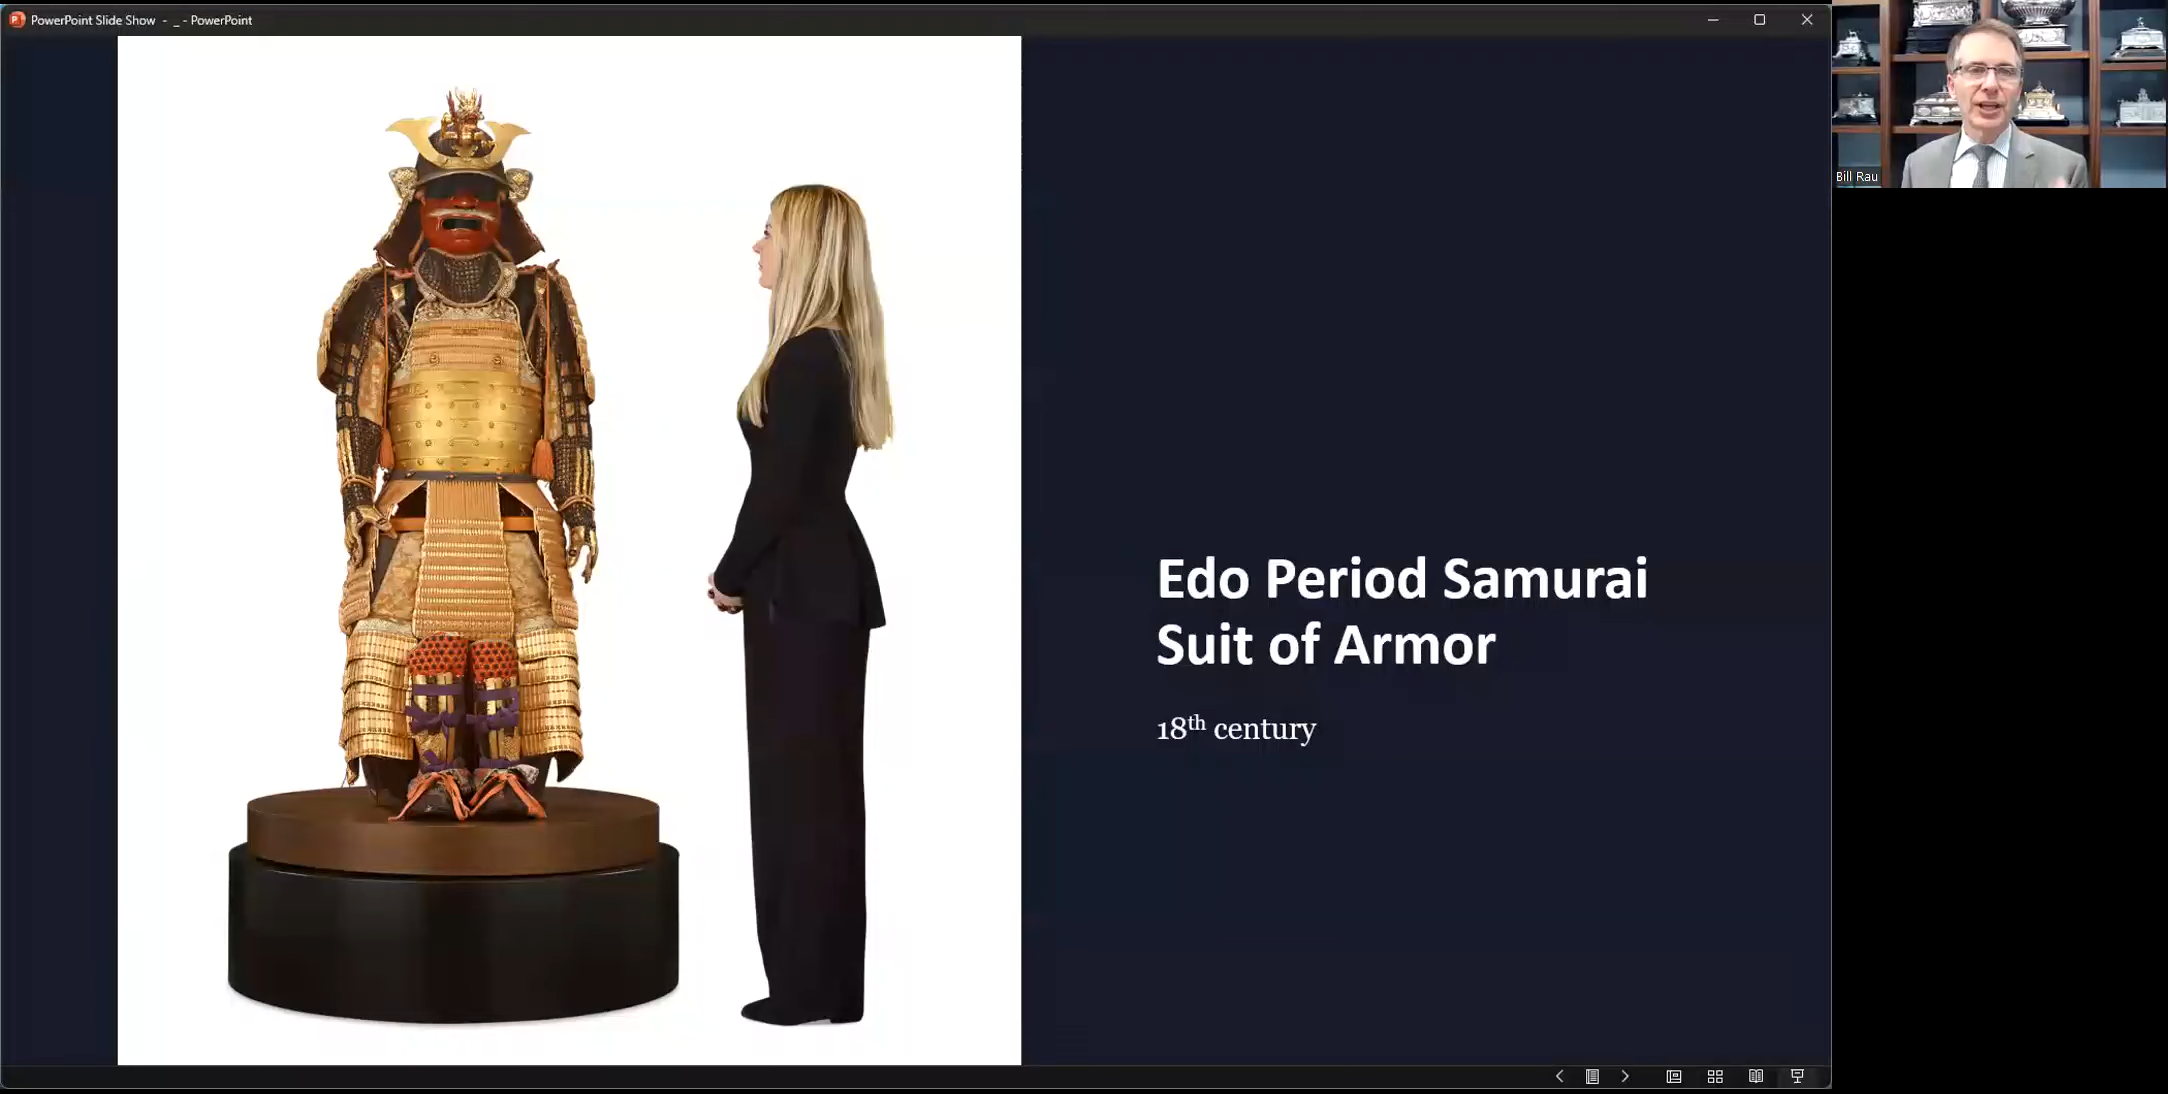 PowerPoint Slide Show - _ - PowerPoint
Bill Rau
Edo Period Samurai
Suit of Armor
18th century